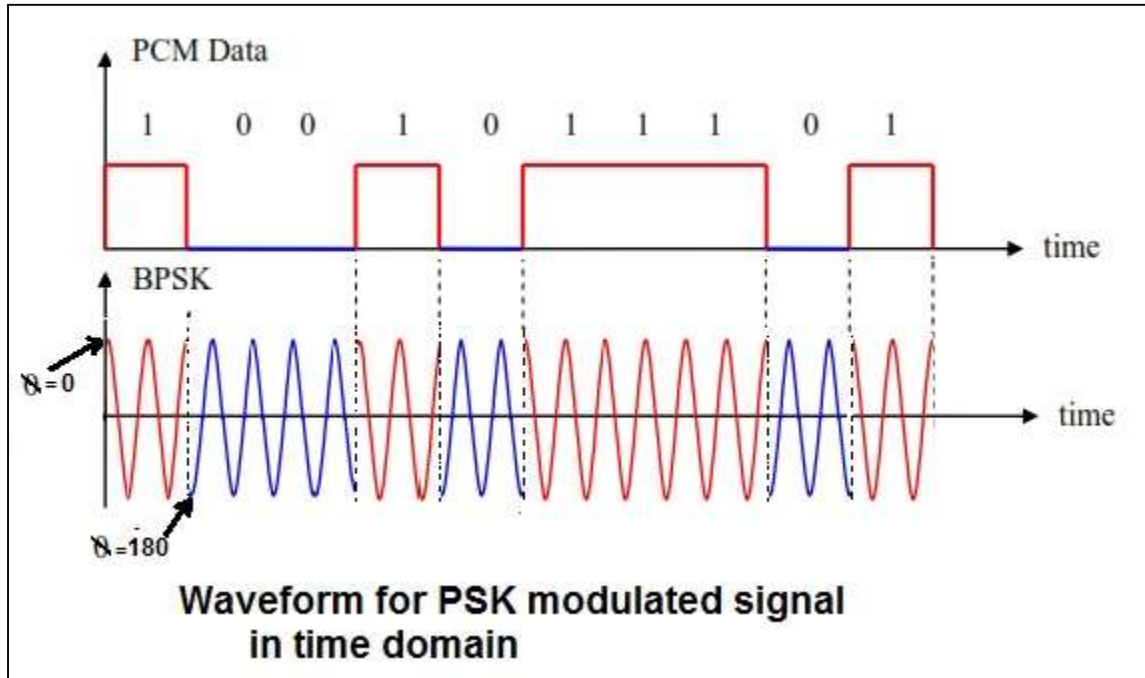 PCM Data
1 0 0 1 0 1 1 1 0 1
time
BPSK
θ=0
time
θ=180
Waveform for PSK modulated signal
in time domain